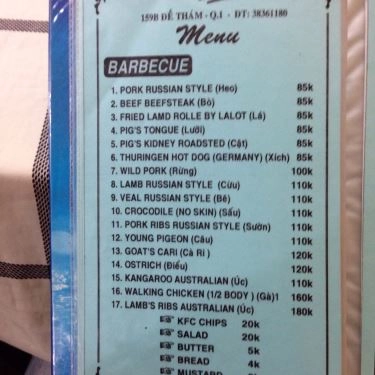 159B ĐỀ THÁM - Q.1 - ĐT: 38361180
Menu
BARBECUE
1. PORK RUSSIAN STYLE (Heo) 85k
2. BEEF BEEFSTEAK (Bò) 85k
3. FRIED LAMD ROLLE BY LALOT (Lá) 85k
4. PIG'S TONGUE (Lưỡi) 85k
5. PIG'S KIDNEY ROADSTED (Cật) 85k
6. THURINGEN HOT DOG (GERMANY) (Xích) 85k
7. WILD PORK (Rừng) 100k
8. LAMB RUSSIAN STYLE (Cừu) 110k
9. VEAL RUSSIAN STYLE (Bê) 110k
10. CROCODILE (NO SKIN) (Sấu) 110k
11. PORK RIBS RUSSIAN STYLE (Sườn) 110k
12. YOUNG PIGEON (Câu) 110k
13. GOAT'S CARI (Cà Ri) 120k
14. OSTRICH (Điểu) 120k
15. KANGAROO AUSTRALIAN (Úc) 110k
16. WALKING CHICKEN (1/2 BODY) (Gà)1 160k
17. LAMB'S RIBS AUSTRALIAN (Úc) 180k
☞ KFC CHIPS 20k
☞ SALAD 20k
☞ BUTTER 5k
☞ BREAD 4k
☞ MUSTARD